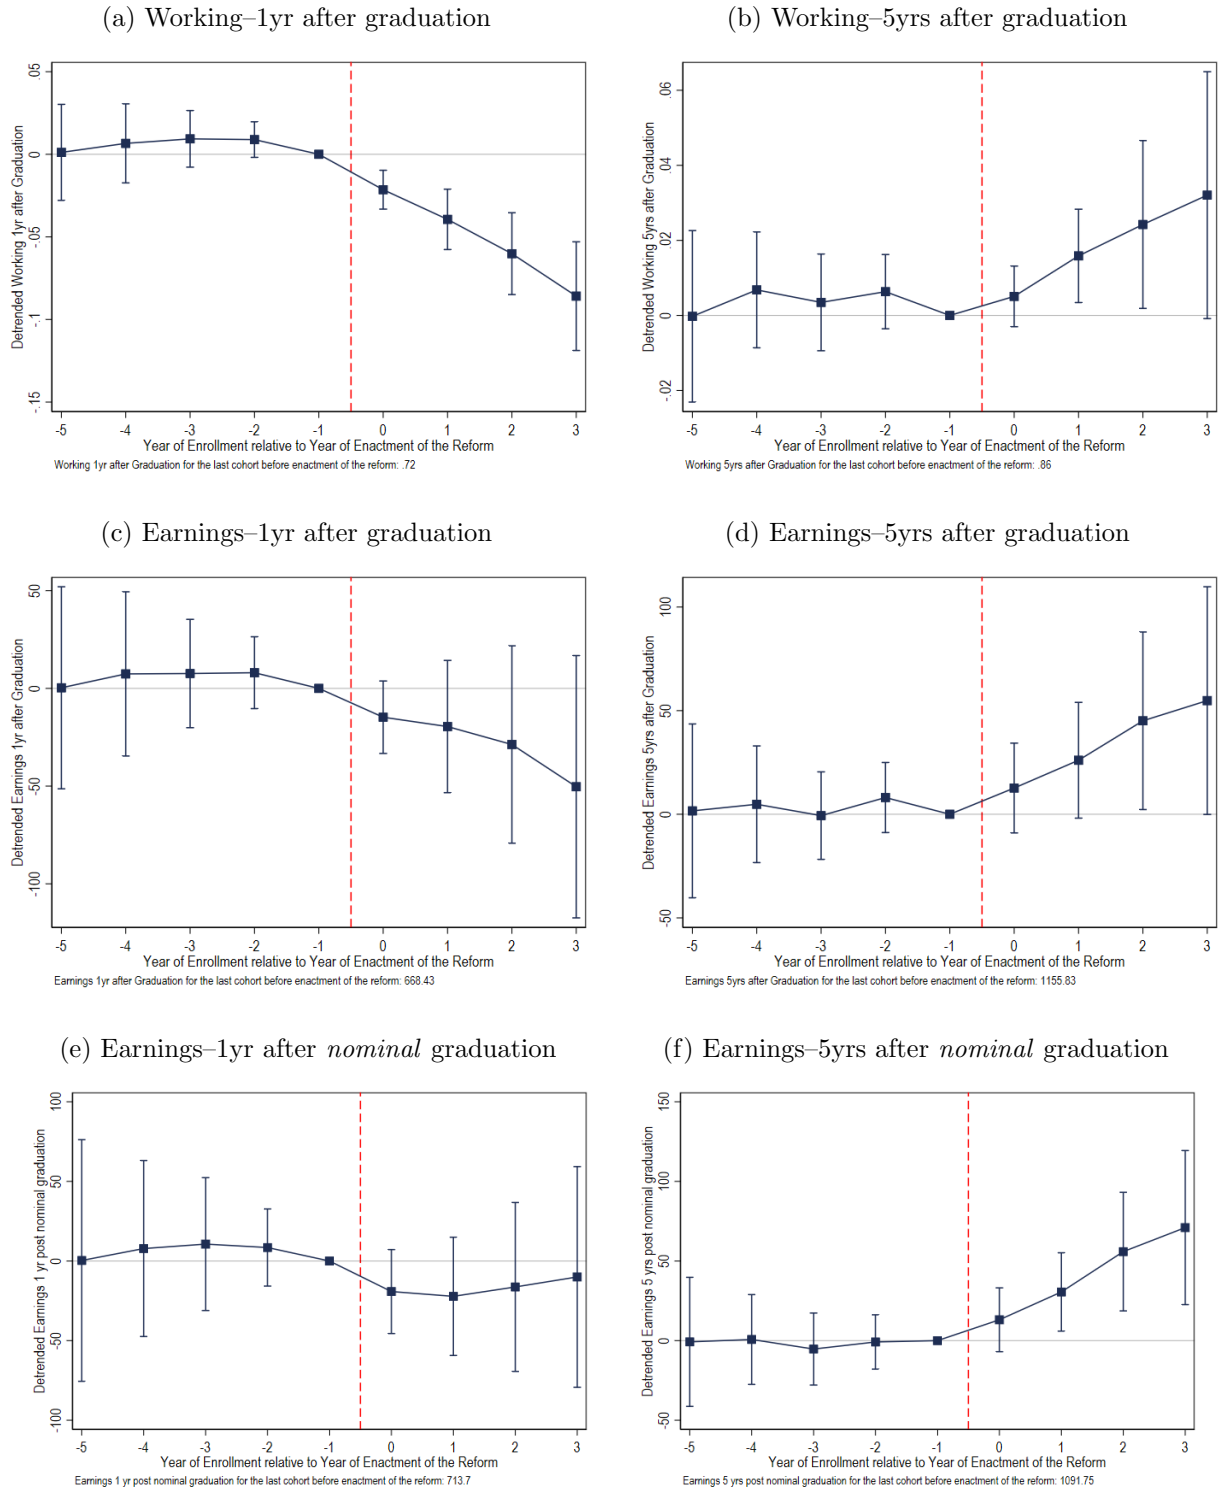 (a) Working–1yr after graduation
Detrended Working 1yr after Graduation
.05
0
-.05
-.1
-.15
-5 -4 -3 -2 -1 0 1 2 3
Year of Enrollment relative to Year of Enactment of the Reform
Working 1yr after Graduation for the last cohort before enactment of the reform: .72
(b) Working–5yrs after graduation
Detrended Working 5yrs after Graduation
.06
.04
.02
0
-.02
-5 -4 -3 -2 -1 0 1 2 3
Year of Enrollment relative to Year of Enactment of the Reform
Working 5yrs after Graduation for the last cohort before enactment of the reform: .86
(c) Earnings–1yr after graduation
Detrended Earnings 1yr after Graduation
50
0
-50
-100
-5 -4 -3 -2 -1 0 1 2 3
Year of Enrollment relative to Year of Enactment of the Reform
Earnings 1yr after Graduation for the last cohort before enactment of the reform: 668.43
(d) Earnings–5yrs after graduation
Detrended Earnings 5yrs after Graduation
100
50
0
-50
-5 -4 -3 -2 -1 0 1 2 3
Year of Enrollment relative to Year of Enactment of the Reform
Earnings 5yrs after Graduation for the last cohort before enactment of the reform: 1155.83
(e) Earnings–1yr after nominal graduation
Detrended Earnings 1 yr post nominal graduation
100
50
0
-50
-100
-5 -4 -3 -2 -1 0 1 2 3
Year of Enrollment relative to Year of Enactment of the Reform
Earnings 1 yr post nominal graduation for the last cohort before enactment of the reform: 713.7
(f) Earnings–5yrs after nominal graduation
Detrended Earnings 5 yrs post nominal graduation
150
100
50
0
-50
-5 -4 -3 -2 -1 0 1 2 3
Year of Enrollment relative to Year of Enactment of the Reform
Earnings 5 yrs post nominal graduation for the last cohort before enactment of the reform: 1091.75